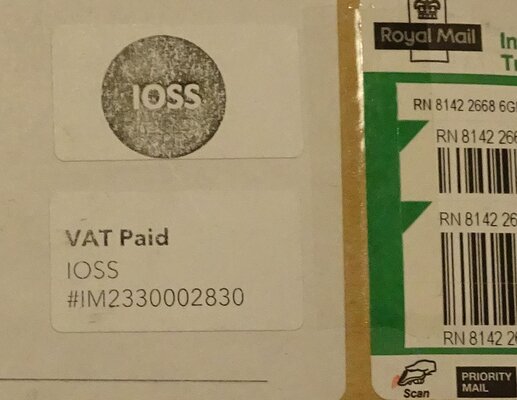 IOSS
VAT Paid
IOSS
#IM2330002830
Royal Mail
RN 8142 2668 6G
RN 8142 266
RN 8142 26
RN 8142 2
Scan
PRIORITY
MAIL